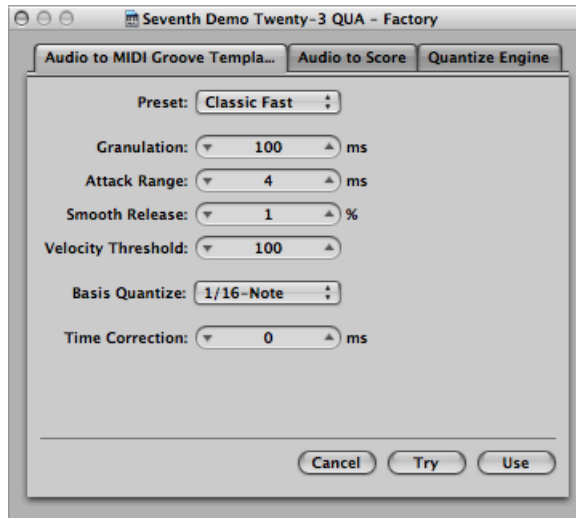 Seventh Demo Twenty-3 QUA - Factory
Audio to MIDI Groove Templa... Audio to Score Quantize Engine
Preset: Classic Fast
Granulation: 100 ms
Attack Range: 4 ms
Smooth Release: 1 %
Velocity Threshold: 100
Basis Quantize: 1/16-Note
Time Correction: 0 ms
Cancel Try Use